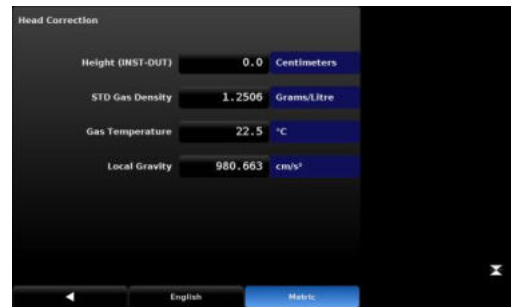 Head Correction
Height (INST-DUT) 0.0 Centimeters
STD Gas Density 1.2506 Grams/Litre
Gas Temperature 22.5 °C
Local Gravity 980.663 cm/s²
English Metric